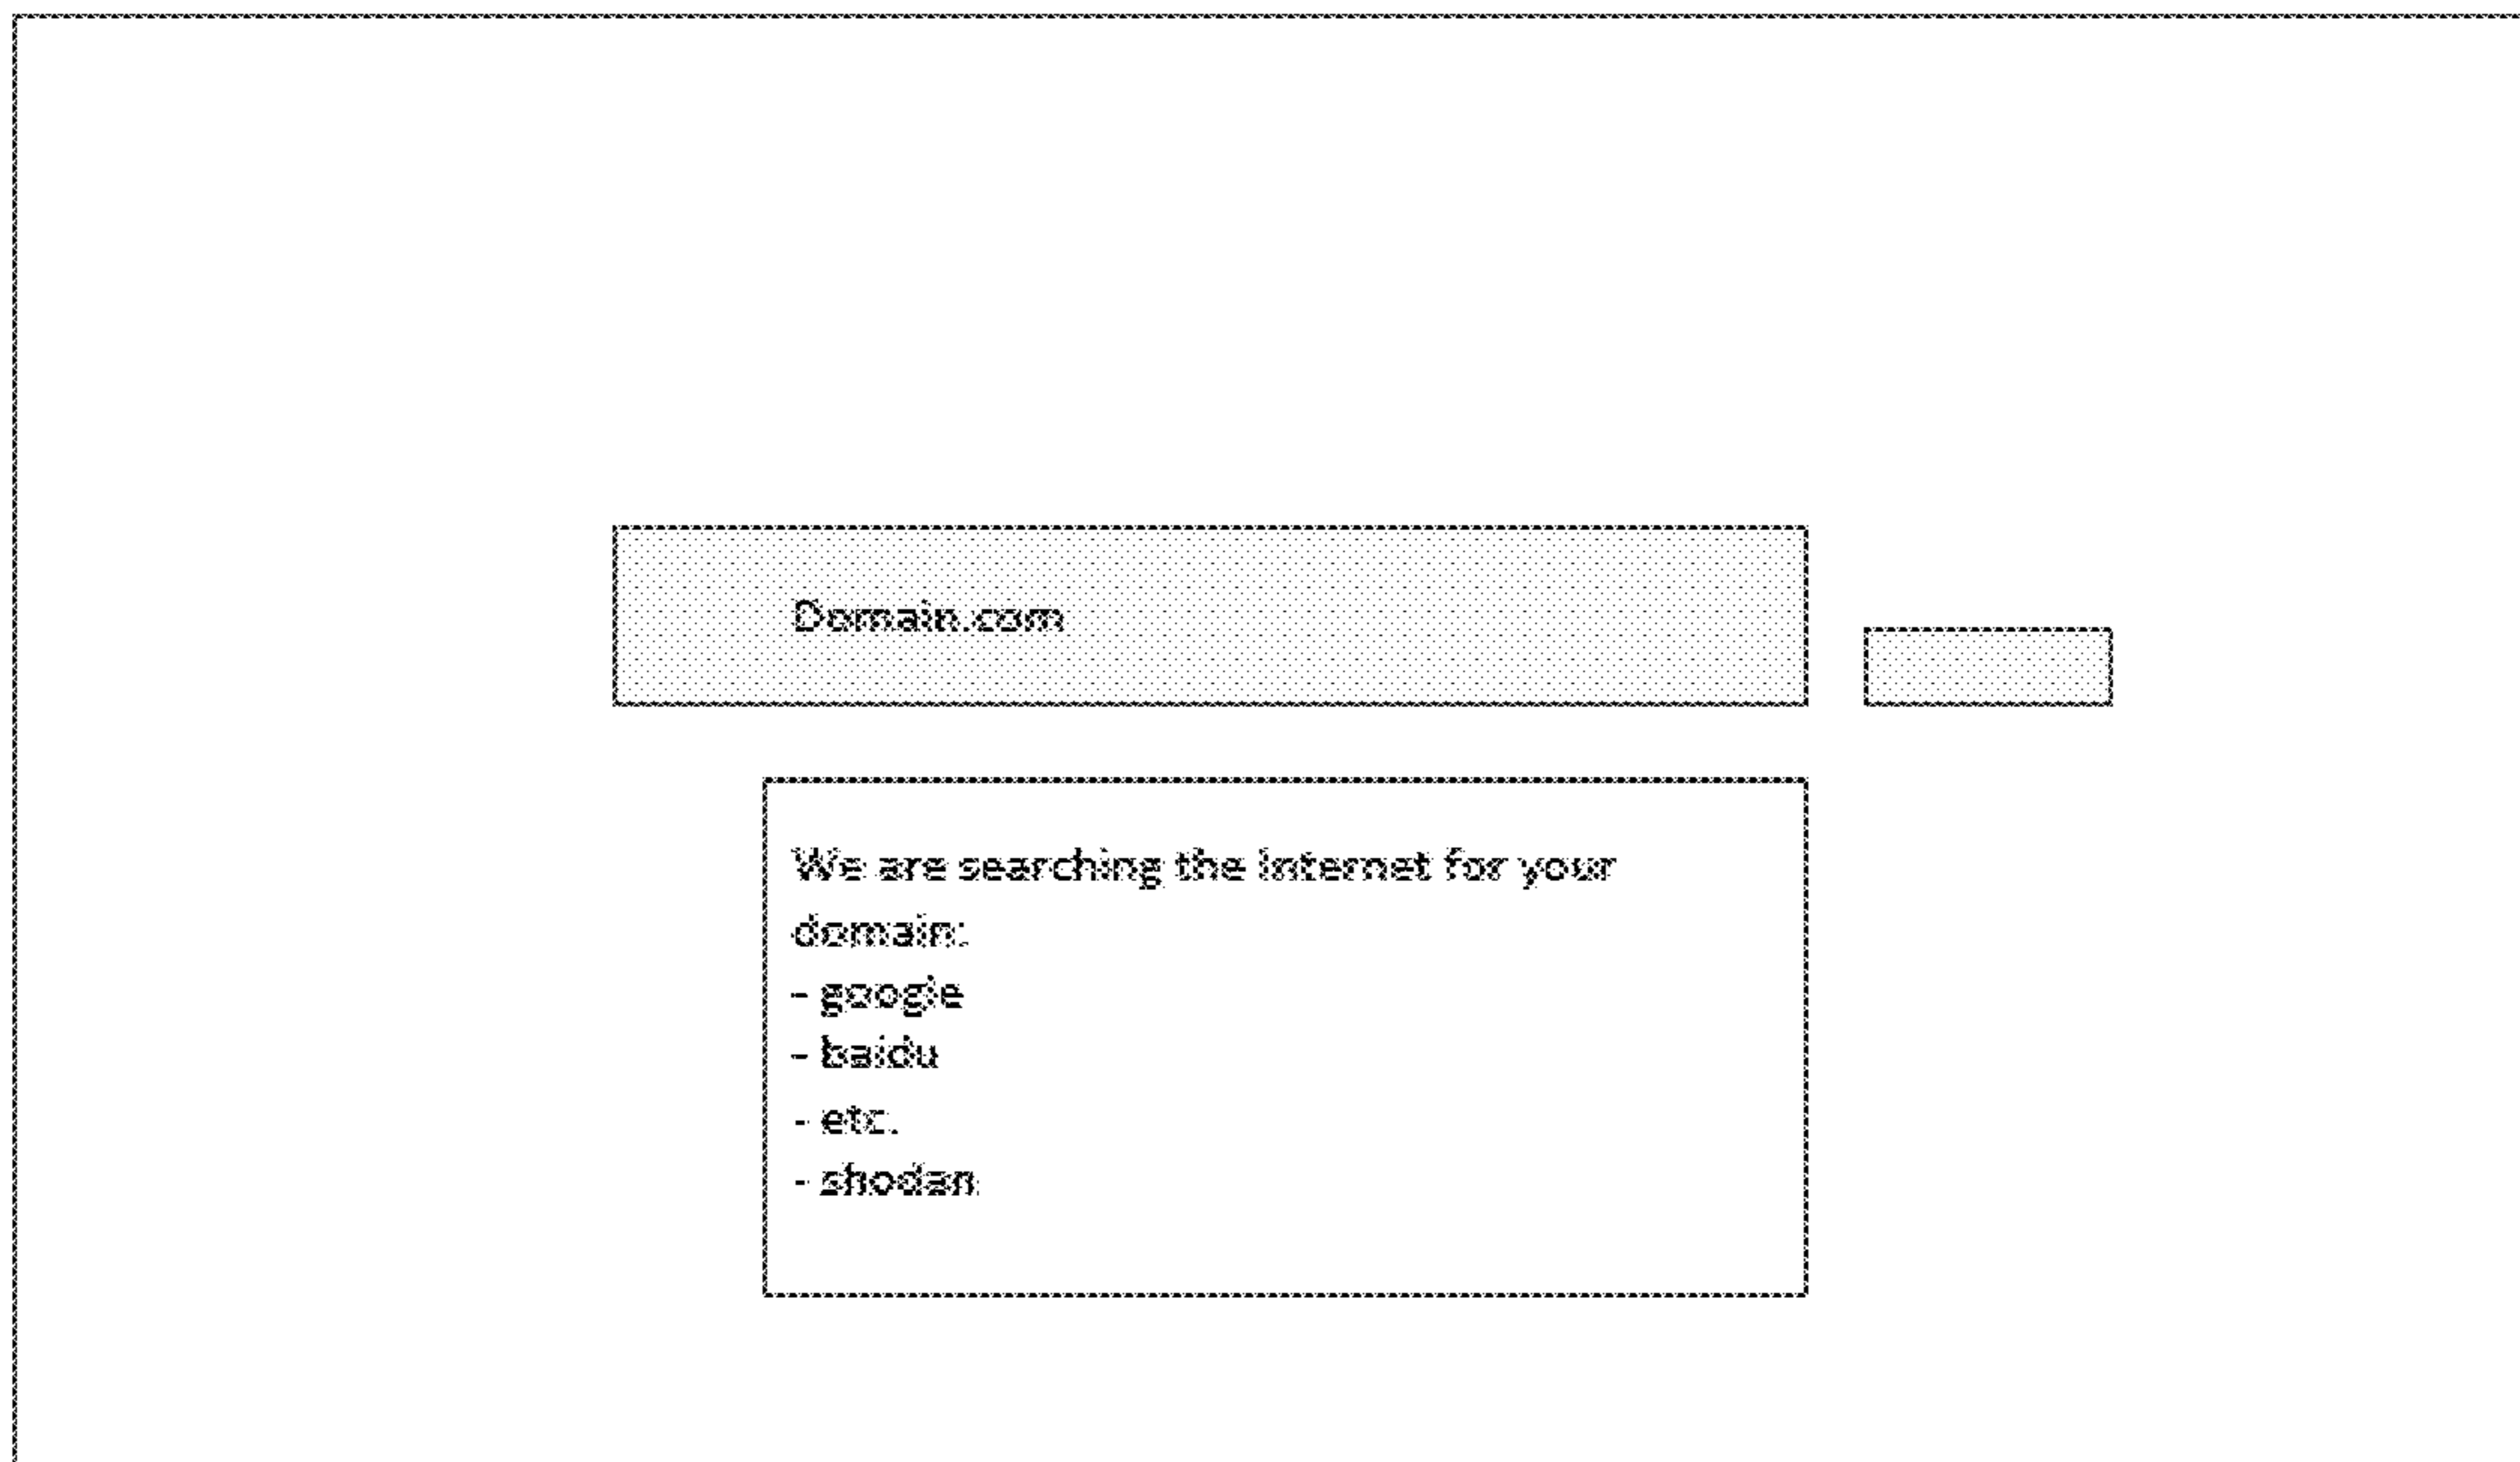 Domain.com
We are searching the internet for your
domain:
- google
- baidu
- etc.
- shodan